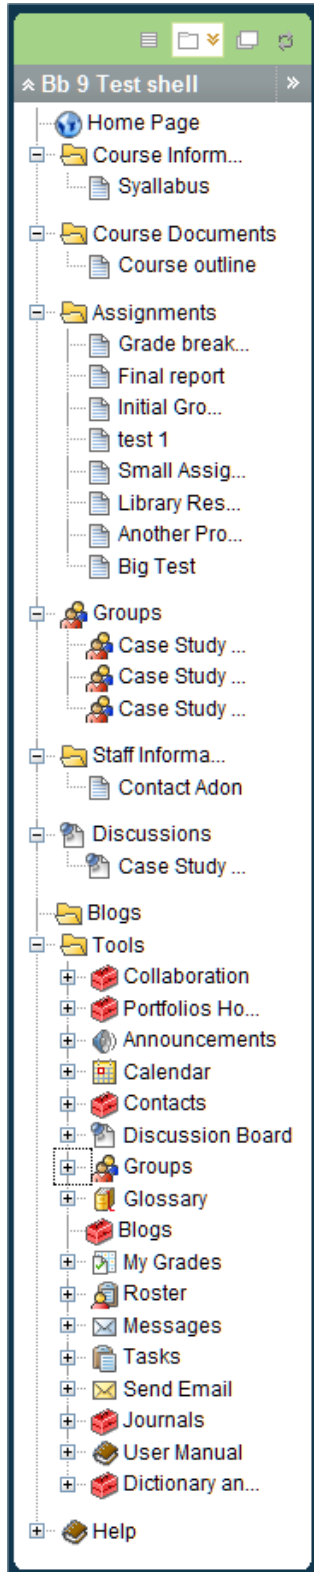 Bb 9 Test shell
Home Page
Course Inform...
Syallabus
Course Documents
Course outline
Assignments
Grade break...
Final report
Initial Gro...
test 1
Small Assig...
Library Res...
Another Pro...
Big Test
Groups
Case Study ...
Case Study ...
Case Study ...
Staff Informa...
Contact Adon
Discussions
Case Study ...
Blogs
Tools
Collaboration
Portfolios Ho...
Announcements
Calendar
Contacts
Discussion Board
Groups
Glossary
Blogs
My Grades
Roster
Messages
Tasks
Send Email
Journals
User Manual
Dictionary an...
Help